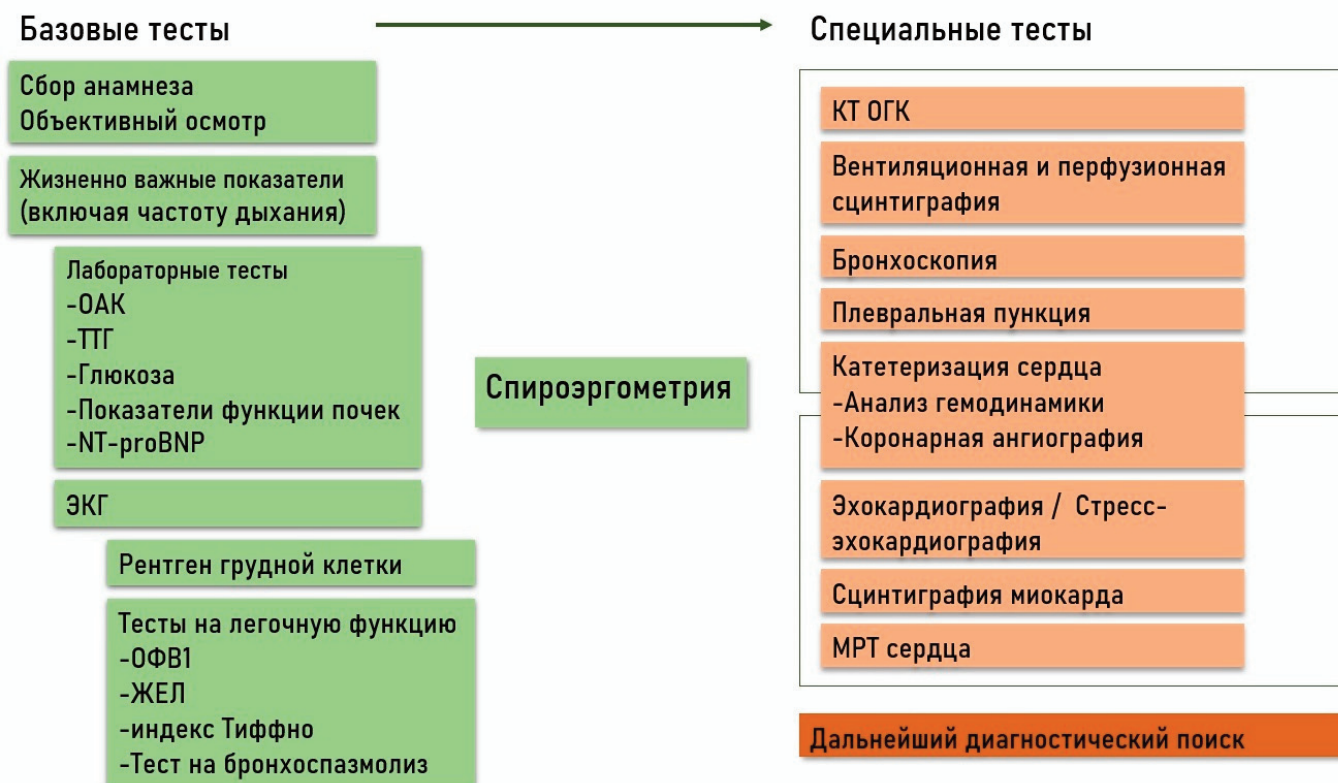 Базовые тесты
Сбор анамнеза
Объективный осмотр
Жизненно важные показатели
(включая частоту дыхания)
Лабораторные тесты
-ОАК
-ТТГ
-Глюкоза
-Показатели функции почек
-NT-proBNP
ЭКГ
Рентген грудной клетки
Тесты на легочную функцию
-ОФВ1
-ЖЕЛ
-индекс Тиффно
-Тест на бронхоспазмолиз
Спироэргометрия
Специальные тесты
КТ ОГК
Вентиляционная и перфузионная
сцинтиграфия
Бронхоскопия
Плевральная пункция
Катетеризация сердца
-Анализ гемодинамики
-Коронарная ангиография
Эхокардиография / Стресс-
эхокардиография
Сцинтиграфия миокарда
МРТ сердца
Дальнейший диагностический поиск